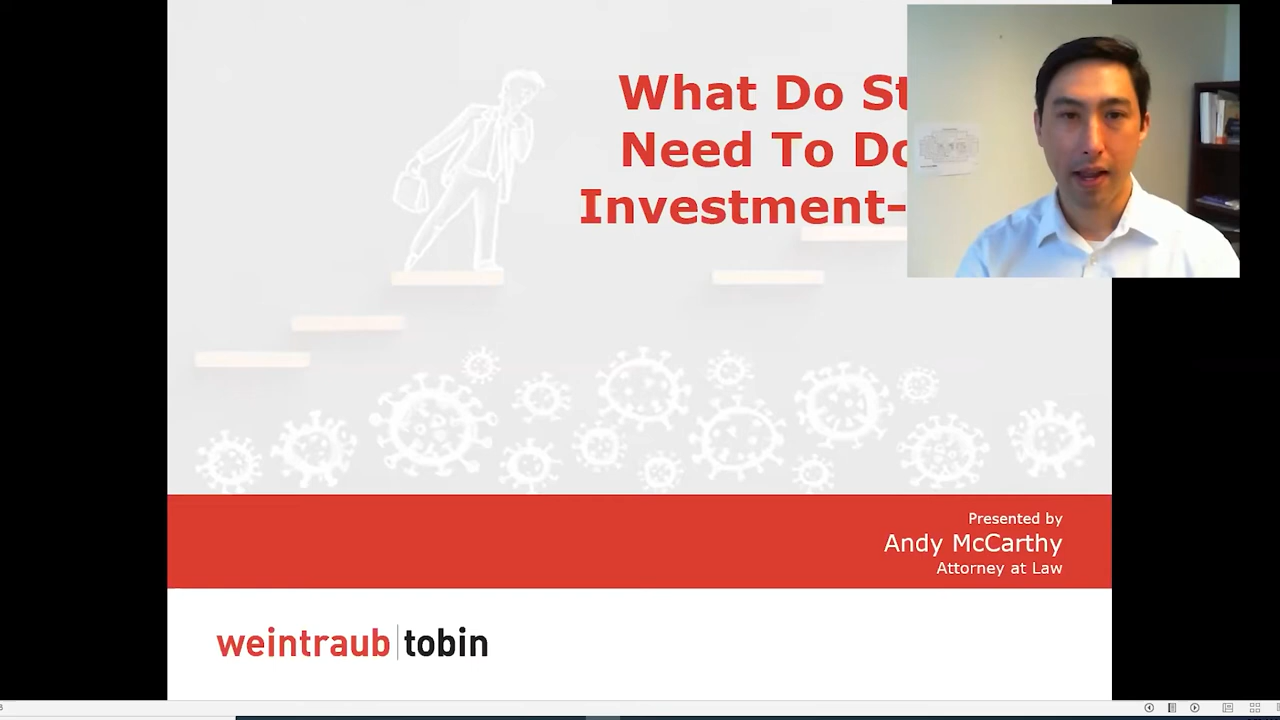 What Do St
Need To Do
Investment-
Presented by
Andy McCarthy
Attorney at Law
weintraub tobin